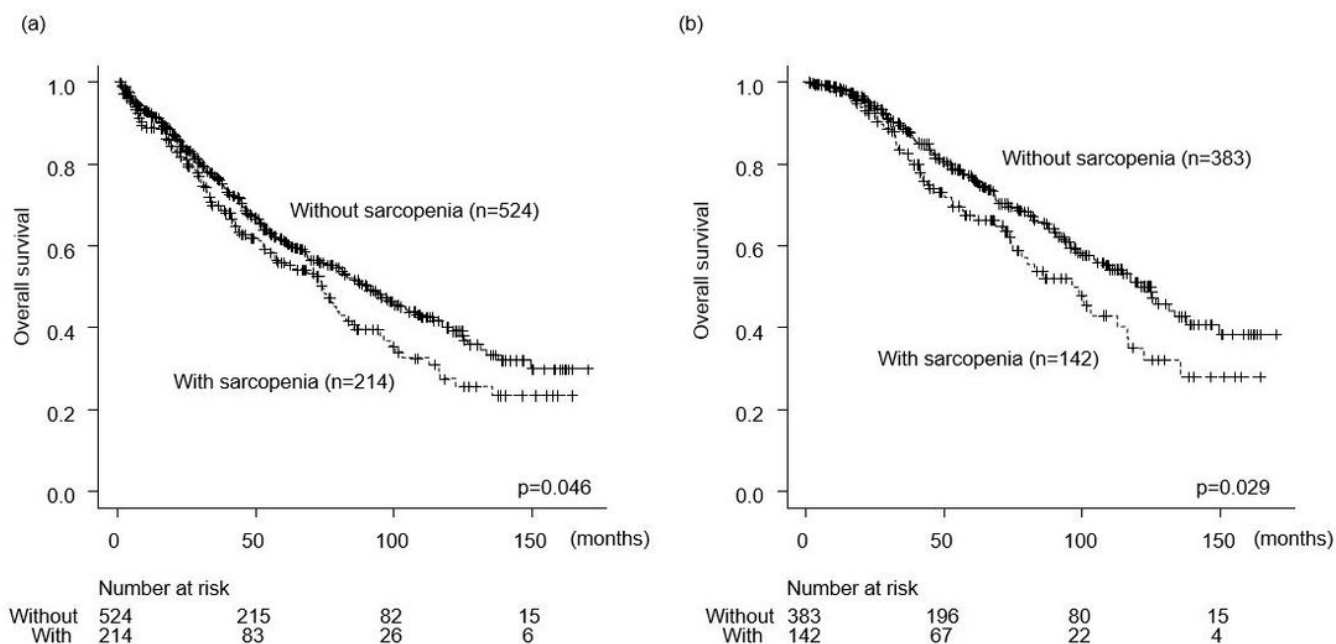 (a)
Overall survival
1.0
0.8
0.6
0.4
0.2
0.0
Without sarcopenia (n=524)
With sarcopenia (n=214)
p=0.046
0 50 100 150 (months)
Number at risk
Without 524 215 82 15
With 214 83 26 6
(b)
Overall survival
1.0
0.8
0.6
0.4
0.2
0.0
Without sarcopenia (n=383)
With sarcopenia (n=142)
p=0.029
0 50 100 150 (months)
Number at risk
Without 383 196 80 15
With 142 67 22 4